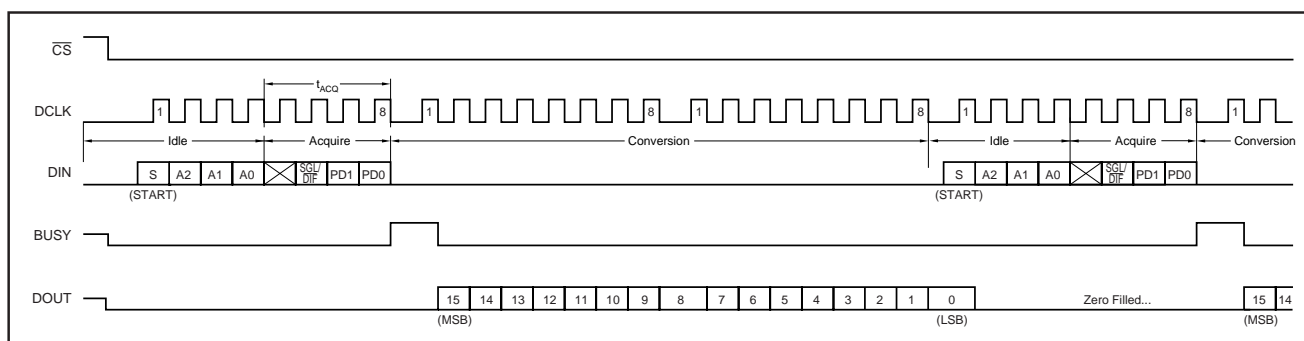 CS
tACQ
DCLK 1 8 1 8 1 8 1 8 1
Idle Acquire Conversion Idle Acquire Conversion
DIN S A2 A1 A0 SGL/DIF PD1 PD0 S A2 A1 A0 SGL/DIF PD1 PD0
(START) (START)
BUSY
DOUT 15 14 13 12 11 10 9 8 7 6 5 4 3 2 1 0 Zero Filled... 15 14
(MSB) (LSB) (MSB)